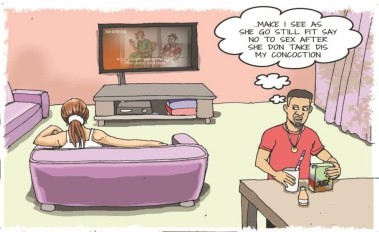 ..MAKE I SEE AS
SHE GO STILL FIT SAY
NO TO SEX AFTER
SHE DON TAKE DIS
MY CONCOCTION